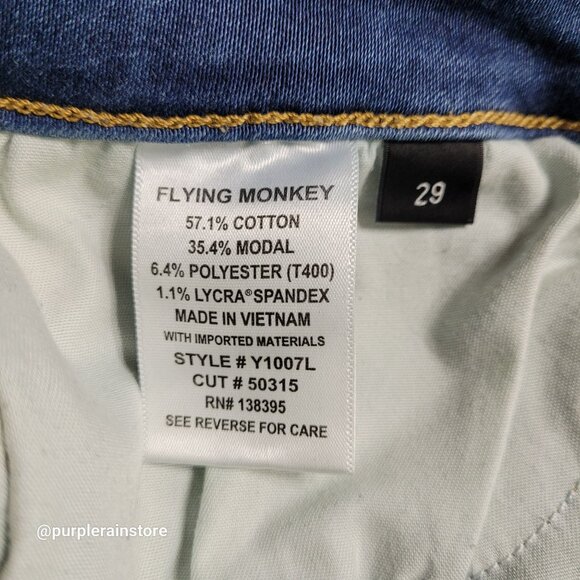 FLYING MONKEY
57.1% COTTON
35.4% MODAL
6.4% POLYESTER (T400)
1.1% LYCRA® SPANDEX
MADE IN VIETNAM
WITH IMPORTED MATERIALS
STYLE # Y1007L
CUT # 50315
RN# 138395
SEE REVERSE FOR CARE
29
@purplerainstore